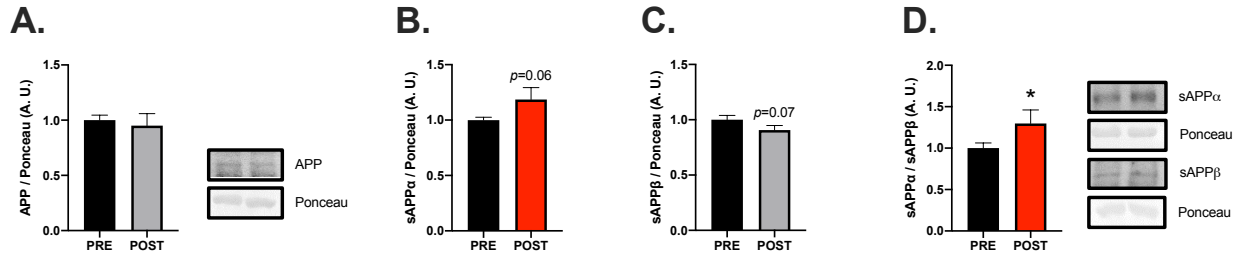 A.
APP / Ponceau (A. U.)
1.5
1.0
0.5
0.0
PRE POST
APP
Ponceau
B.
sAPPα / Ponceau (A. U.)
1.5
1.0
0.5
0.0
p=0.06
PRE POST
C.
sAPPβ / Ponceau (A. U.)
1.5
1.0
0.5
0.0
p=0.07
PRE POST
D.
sAPPα / sAPPβ (A. U.)
2.0
1.5
1.0
0.5
0.0
*
PRE POST
sAPPα
Ponceau
sAPPβ
Ponceau